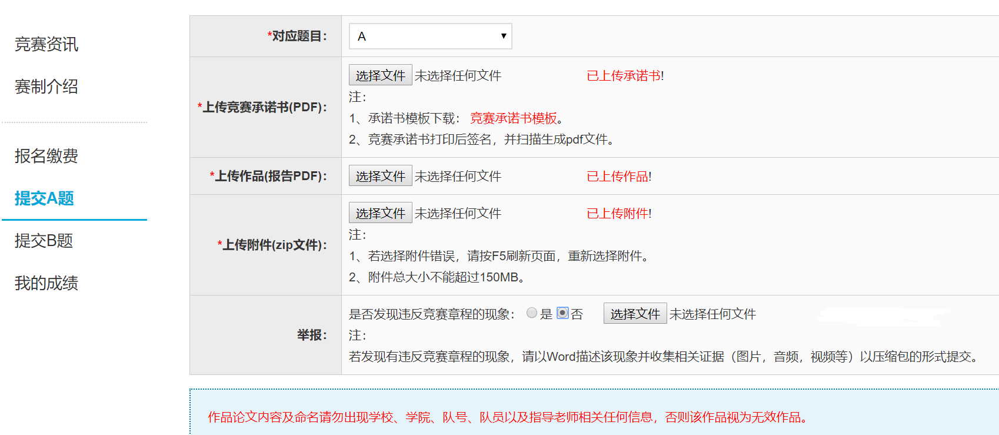 竞赛资讯
赛制介绍
报名缴费
提交A题
提交B题
我的成绩
*对应题目： A
*上传竞赛承诺书(PDF)： 选择文件 未选择任何文件 已上传承诺书!
注：
1、承诺书模板下载： 竞赛承诺书模板。
2、竞赛承诺书打印后签名，并扫描生成pdf文件。
*上传作品(报告PDF)： 选择文件 未选择任何文件 已上传作品!
*上传附件(zip文件)： 选择文件 未选择任何文件 已上传附件!
注：
1、若选择附件错误，请按F5刷新页面，重新选择附件。
2、附件总大小不能超过150MB。
举报： 是否发现违反竞赛章程的现象： 是 否 选择文件 未选择任何文件
注：
若发现有违反竞赛章程的现象，请以Word描述该现象并收集相关证据（图片，音频，视频等）以压缩包的形式提交。
作品论文内容及命名请勿出现学校、学院、队号、队员以及指导老师相关任何信息，否则该作品视为无效作品。